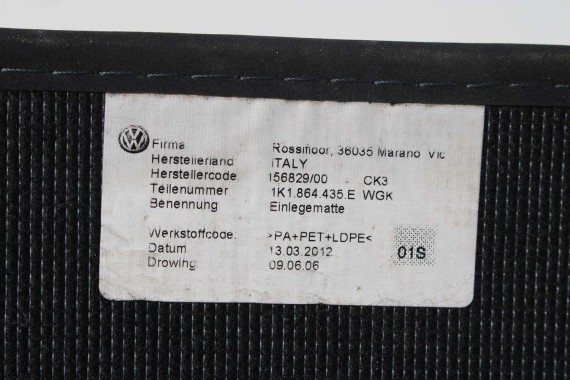 Firma Rossifloor, 36035 Marano Vic
Herstellerland ITALY
Herstellercode: 156829/00 CK3
Teilenummer 1K1.864.435.E WGK
Benennung Einlegematte
Werkstoffcode: >PA+PET+LDPE<
Datum 13.03.2012 01S
Drowing: 09.06.06